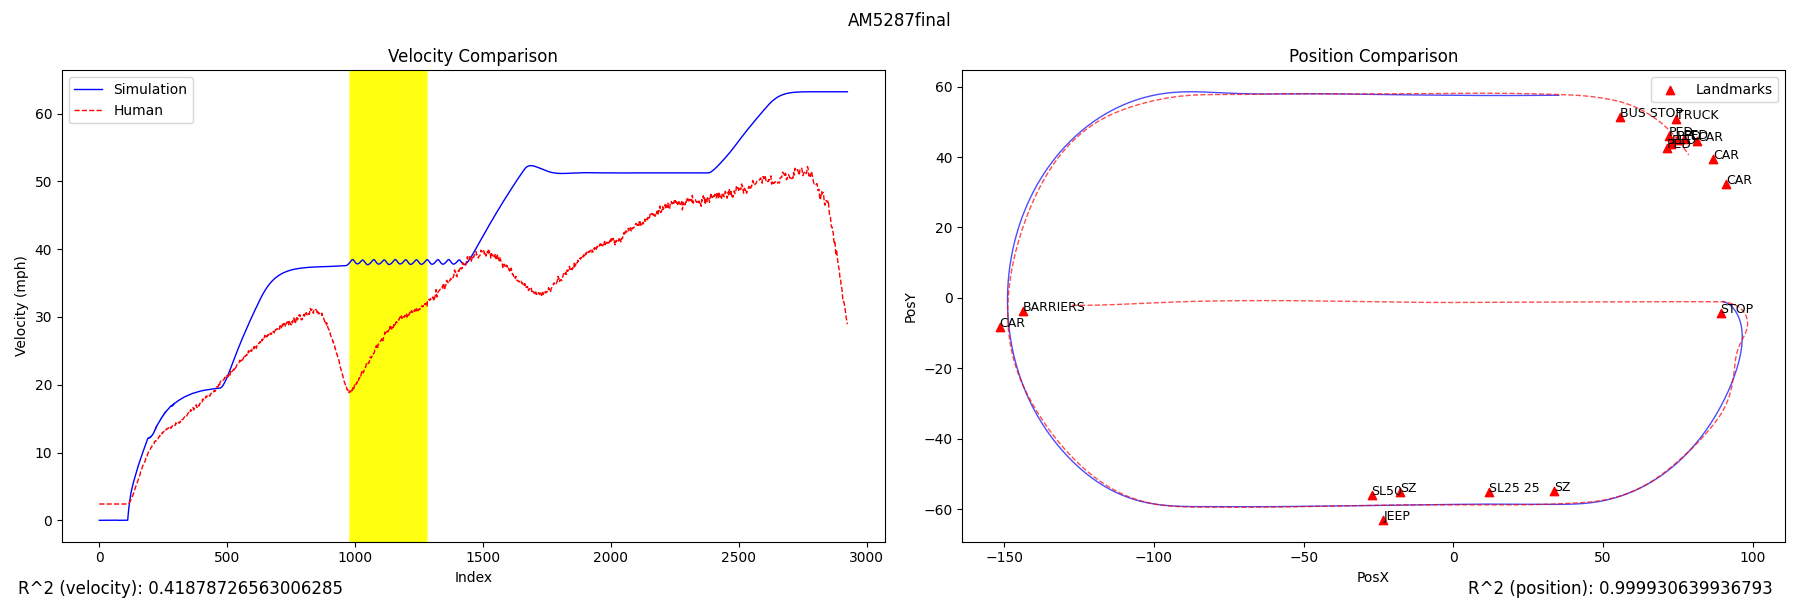 AM5287final
Velocity Comparison
Simulation
Human
Velocity (mph)
60
50
40
30
20
10
0
0 500 1000 1500 2000 2500 3000
Index
R^2 (velocity): 0.41878726563006285
Position Comparison
Landmarks
PosY
60
40
20
0
−20
−40
−60
BUS STOP
TRUCK
PED
PED
CAR
PED
CAR
CAR
BARRIERS
STOP
CAR
SL50
SZ
SL25 25
SZ
JEEP
−150 −100 −50 0 50 100
PosX
R^2 (position): 0.999930639936793